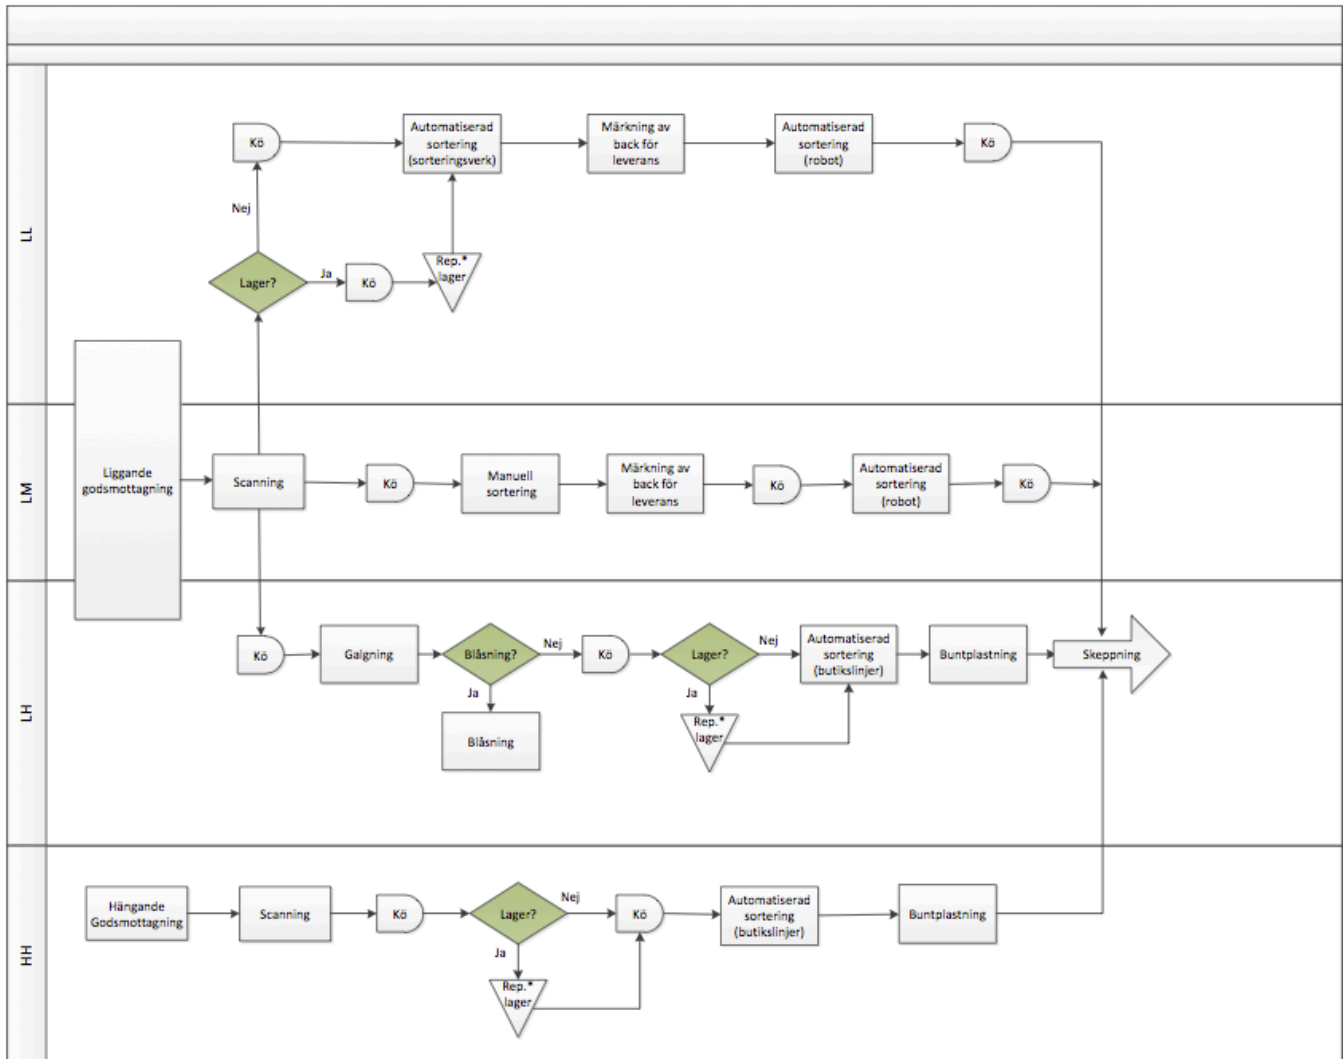 LL
Kö
Automatiserad
sortering
(sorteringsverk)
Märkning av
back för
leverans
Automatiserad
sortering
(robot)
Kö
Nej
Lager?
Ja
Kö
Rep.*
lager
LM
Liggande
godsmottagning
Scanning
Kö
Manuell
sortering
Märkning av
back för
leverans
Kö
Automatiserad
sortering
(robot)
Kö
LH
Kö
Galgning
Blåsning?
Nej
Kö
Lager?
Nej
Automatiserad
sortering
(butikslinjer)
Buntplastning
Skeppning
Ja
Blåsning
Ja
Rep.*
lager
HH
Hängande
Godsmottagning
Scanning
Kö
Lager?
Nej
Kö
Automatiserad
sortering
(butikslinjer)
Buntplastning
Ja
Rep.*
lager